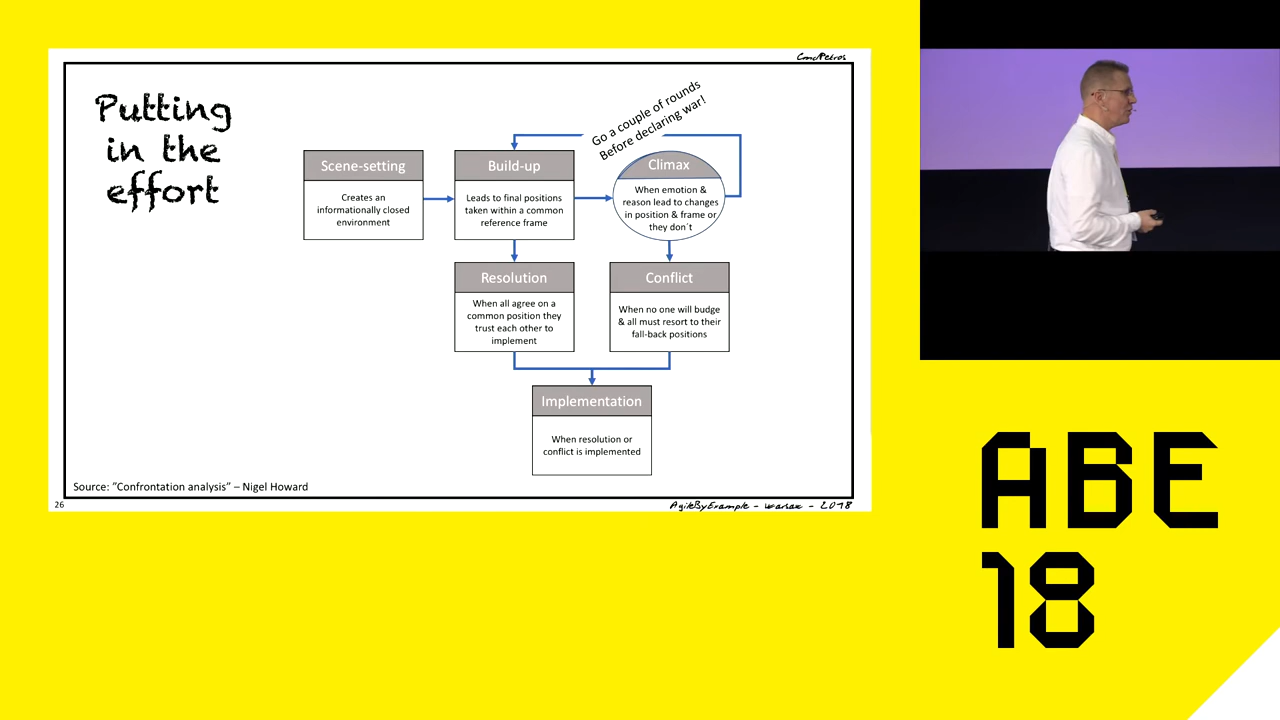 CmdPetros
Putting
in the
effort
Go a couple of rounds
Before declaring war!
Scene-setting
Creates an
informationally closed
environment
Build-up
Leads to final positions
taken within a common
reference frame
Climax
When emotion &
reason lead to changes
in position & frame or
they don´t
Resolution
When all agree on a
common position they
trust each other to
implement
Conflict
When no one will budge
& all must resort to their
fall-back positions
Implementation
When resolution or
conflict is implemented
Source: ”Confrontation analysis” – Nigel Howard
26
AgileByExample - Warsaw - 2018
ABE
18